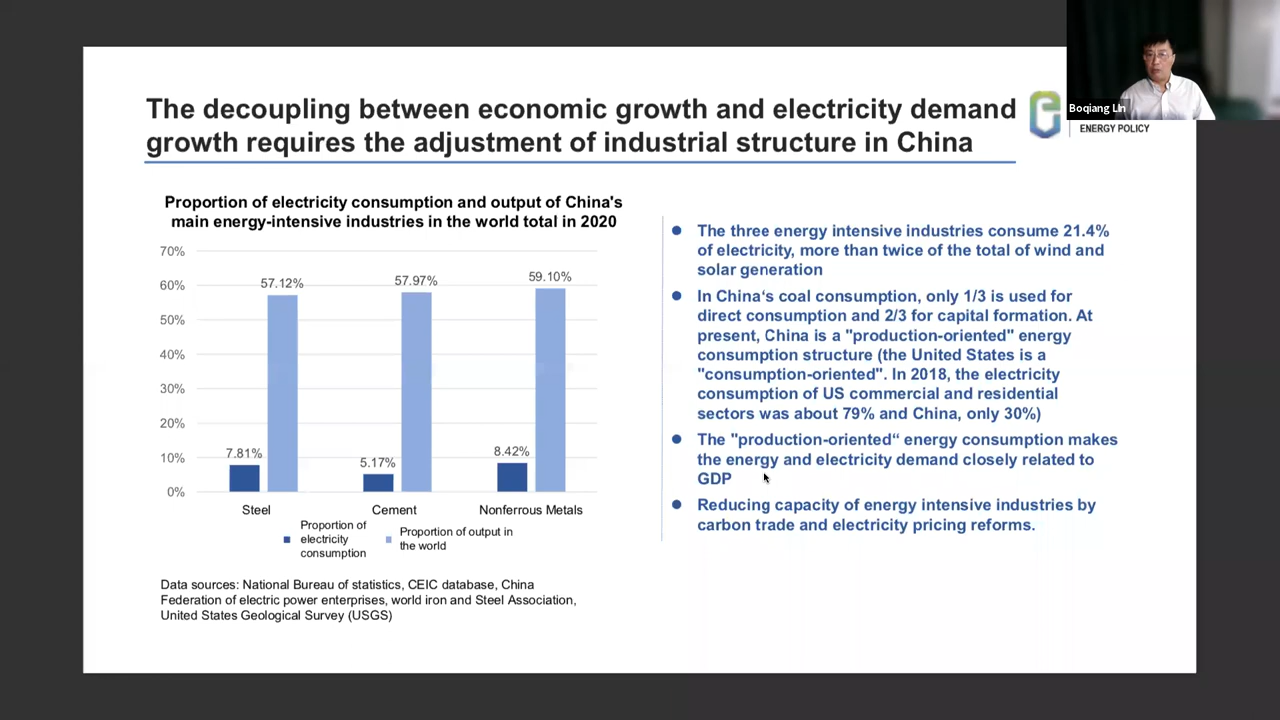 Boqiang Lin
ENERGY POLICY
The decoupling between economic growth and electricity demand
growth requires the adjustment of industrial structure in China
Proportion of electricity consumption and output of China's
main energy-intensive industries in the world total in 2020
70%
60%
50%
40%
30%
20%
10%
0%
7.81%
57.12%
5.17%
57.97%
8.42%
59.10%
Steel
Cement
Nonferrous Metals
Proportion of
electricity
consumption
Proportion of output in
the world
Data sources: National Bureau of statistics, CEIC database, China
Federation of electric power enterprises, world iron and Steel Association,
United States Geological Survey (USGS)
● The three energy intensive industries consume 21.4%
of electricity, more than twice of the total of wind and
solar generation
● In China‘s coal consumption, only 1/3 is used for
direct consumption and 2/3 for capital formation. At
present, China is a "production-oriented" energy
consumption structure (the United States is a
"consumption-oriented". In 2018, the electricity
consumption of US commercial and residential
sectors was about 79% and China, only 30%)
● The "production-oriented“ energy consumption makes
the energy and electricity demand closely related to
GDP
● Reducing capacity of energy intensive industries by
carbon trade and electricity pricing reforms.